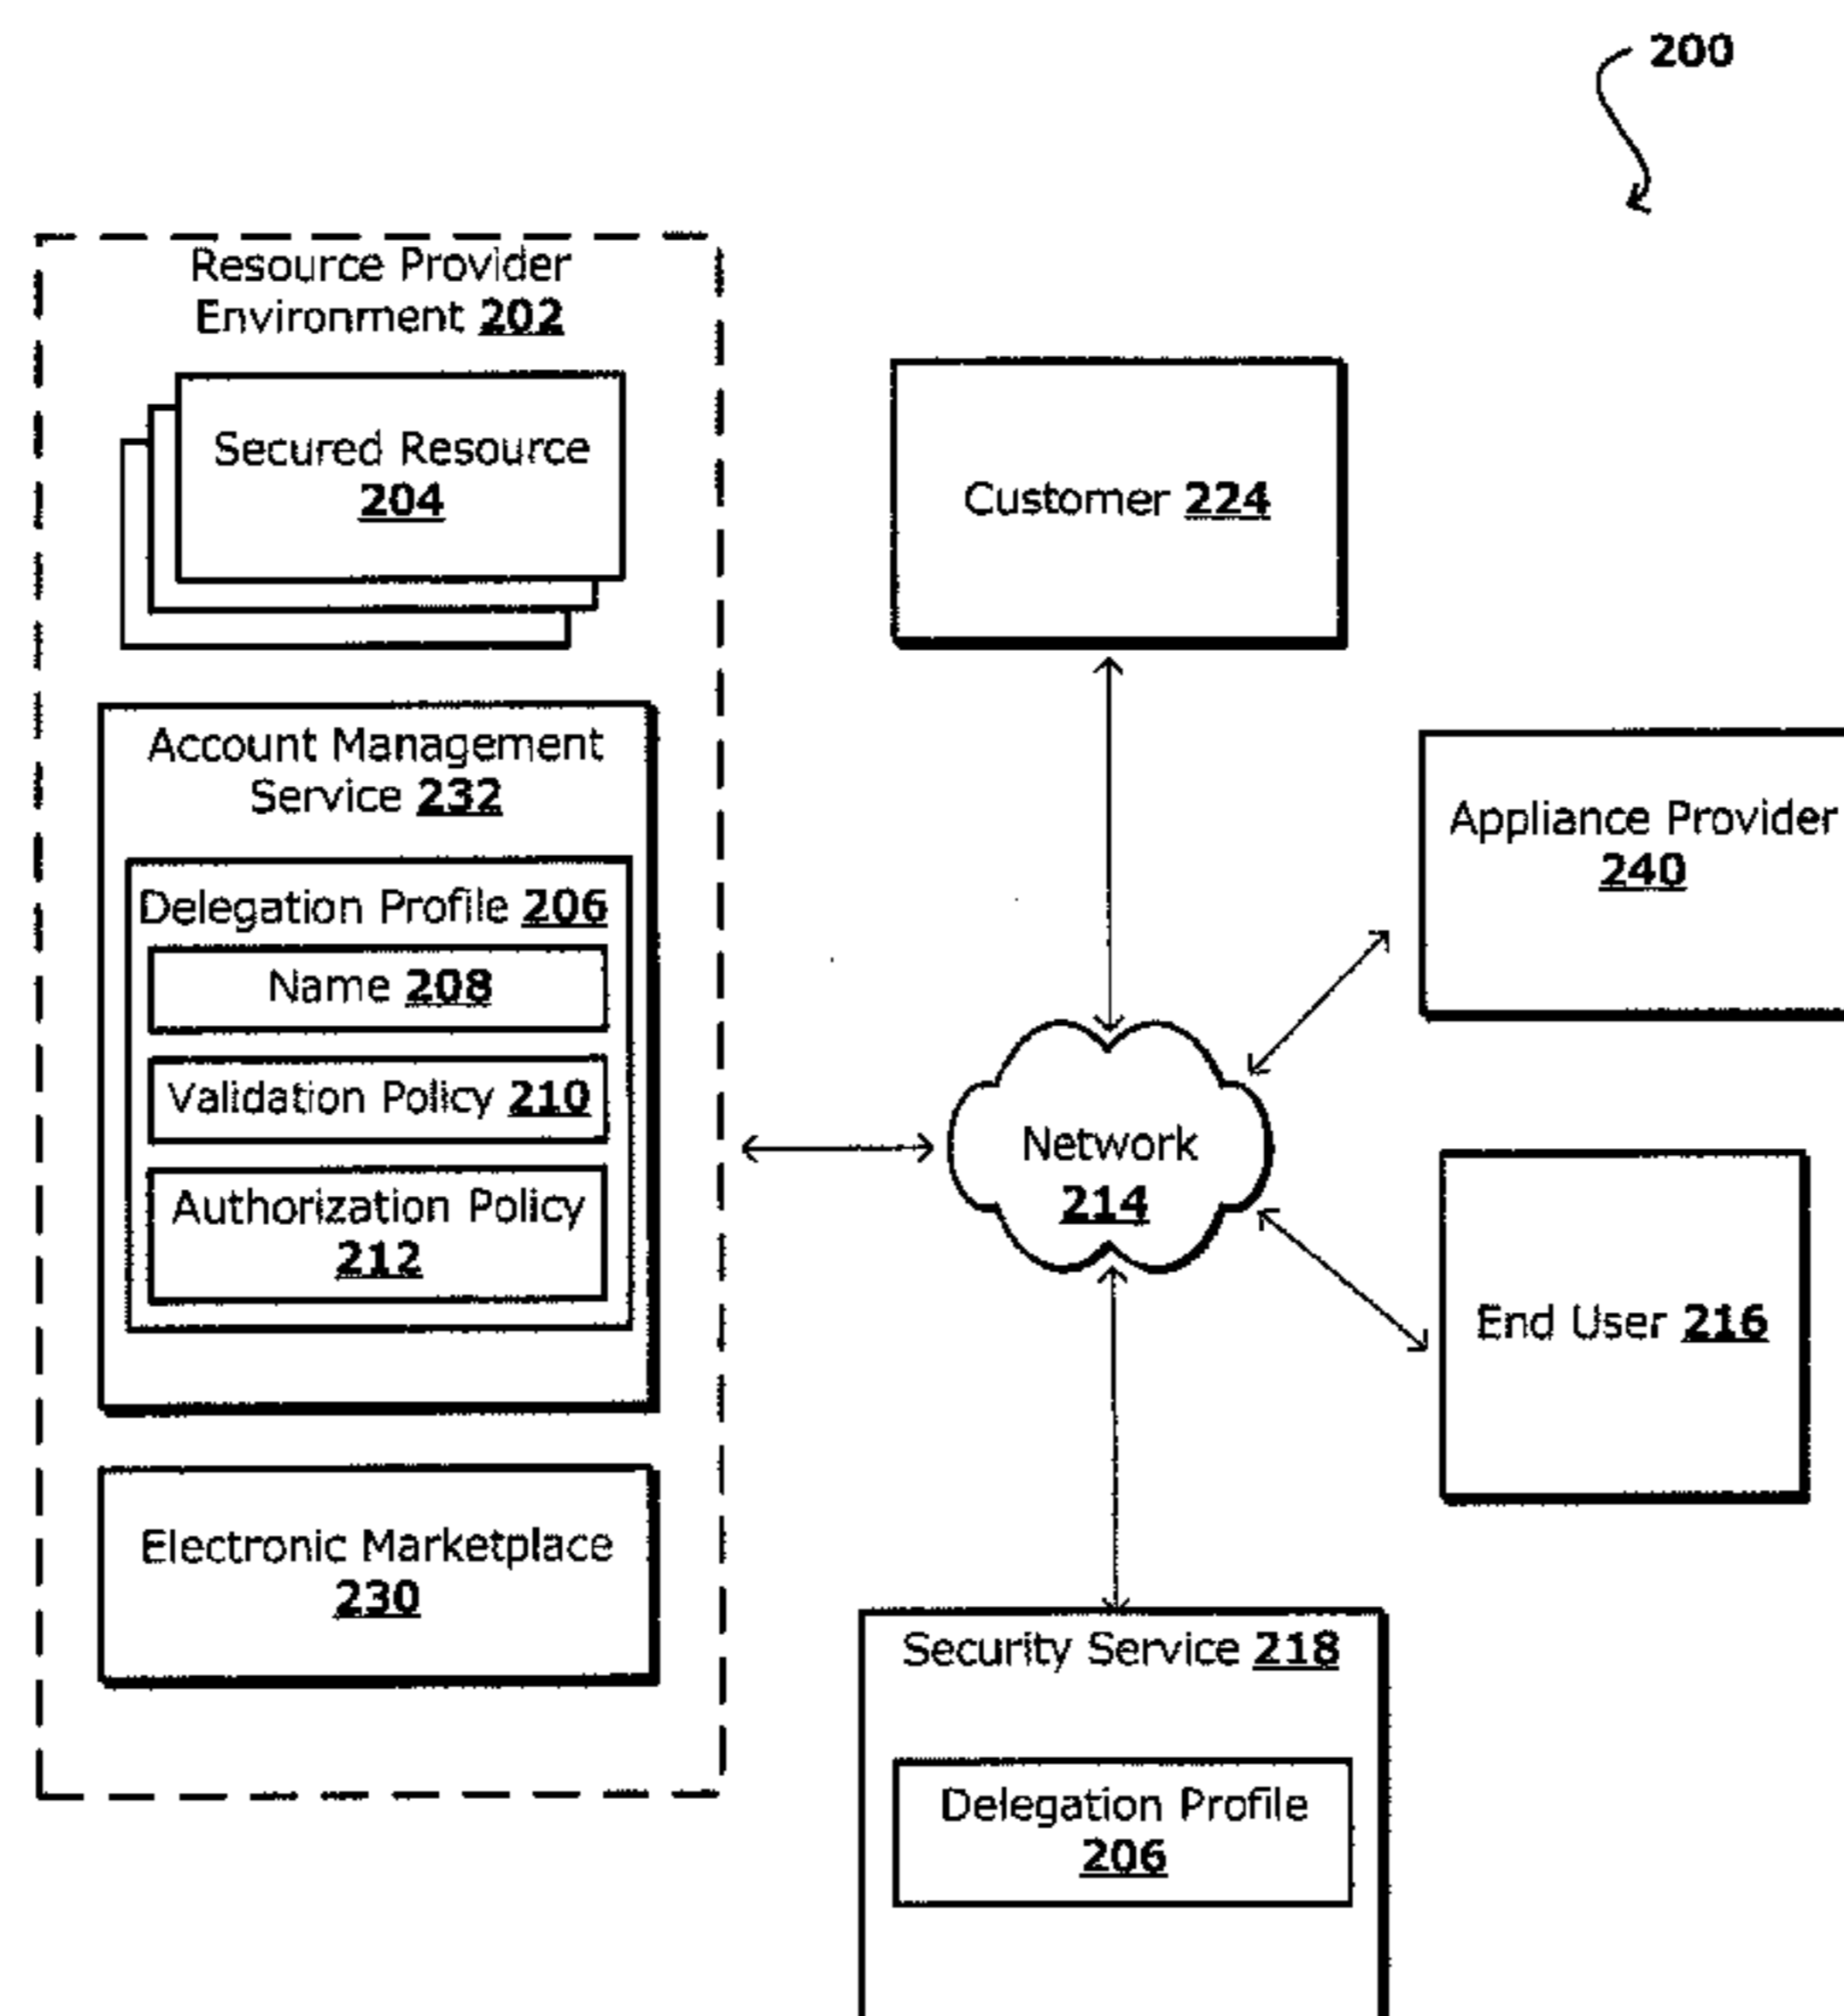 200
Resource Provider
Environment 202
Secured Resource
204
Account Management
Service 232
Delegation Profile 206
Name 208
Validation Policy 210
Authorization Policy
212
Electronic Marketplace
230
Customer 224
Appliance Provider
240
Network
214
End User 216
Security Service 218
Delegation Profile
206